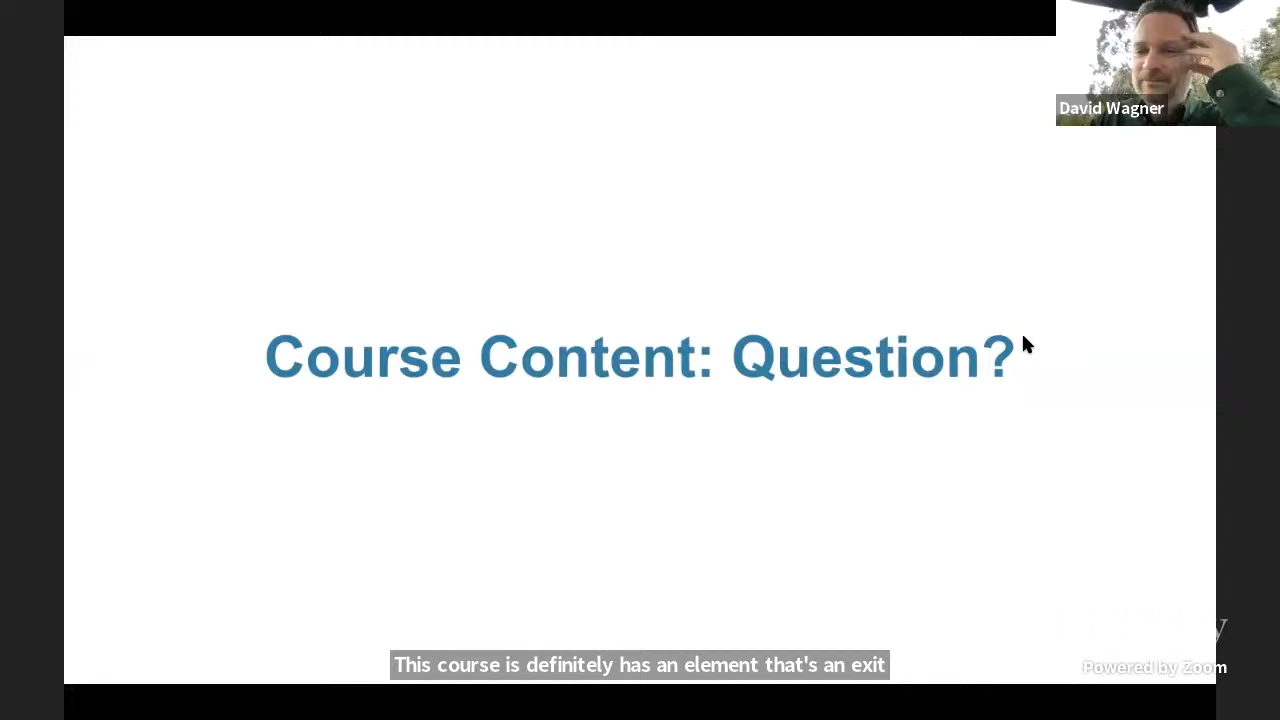 David Wagner
Course Content: Question?
This course is definitely has an element that's an exit
Powered by Zoom